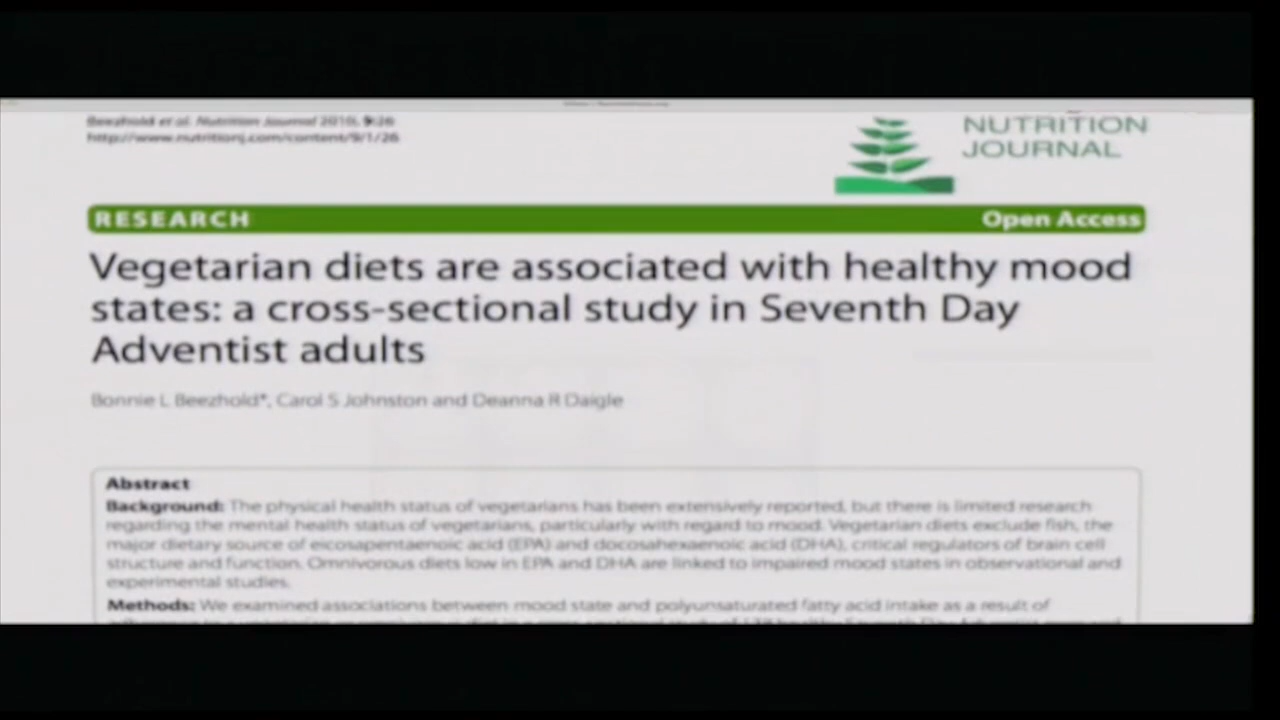 Beezhold et al. Nutrition Journal 2010, 9:26
http://www.nutritionj.com/content/9/1/26
NUTRITION
JOURNAL
RESEARCH Open Access
Vegetarian diets are associated with healthy mood
states: a cross-sectional study in Seventh Day
Adventist adults
Bonnie L Beezhold*, Carol S Johnston and Deanna R Daigle
Abstract
Background: The physical health status of vegetarians has been extensively reported, but there is limited research
regarding the mental health status of vegetarians, particularly with regard to mood. Vegetarian diets exclude fish, the
major dietary source of eicosapentaenoic acid (EPA) and docosahexaenoic acid (DHA), critical regulators of brain cell
structure and function. Omnivorous diets low in EPA and DHA are linked to impaired mood states in observational and
experimental studies.
Methods: We examined associations between mood state and polyunsaturated fatty acid intake as a result of